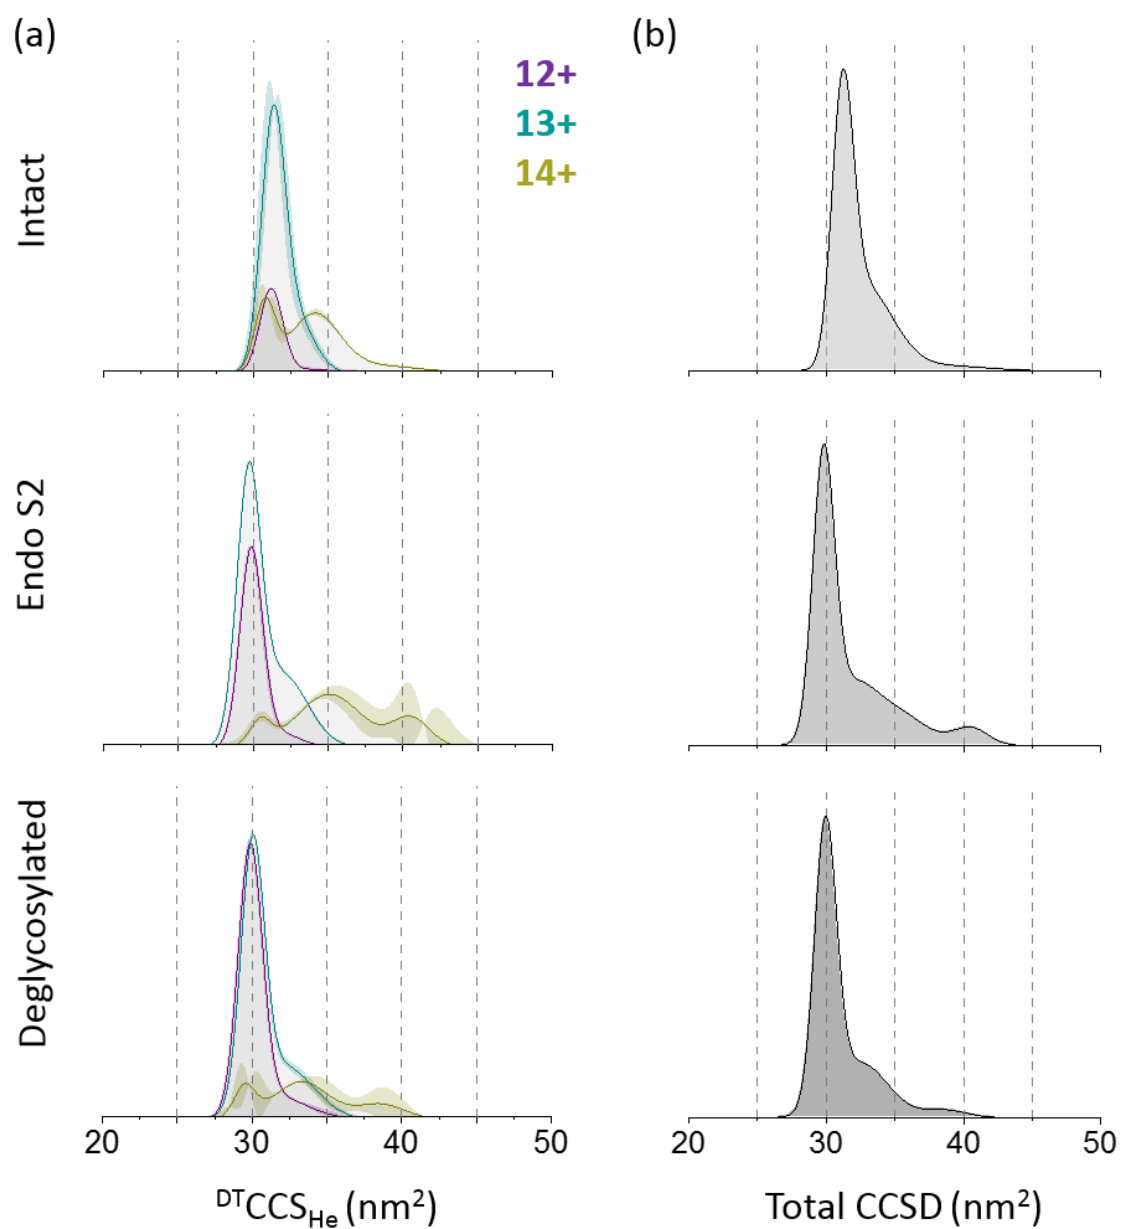 (a)
(b)
12+
13+
14+
Intact
Endo S2
Deglycosylated
20 30 40 50
20 30 40 50
DTCCSHe (nm²)
Total CCSD (nm²)